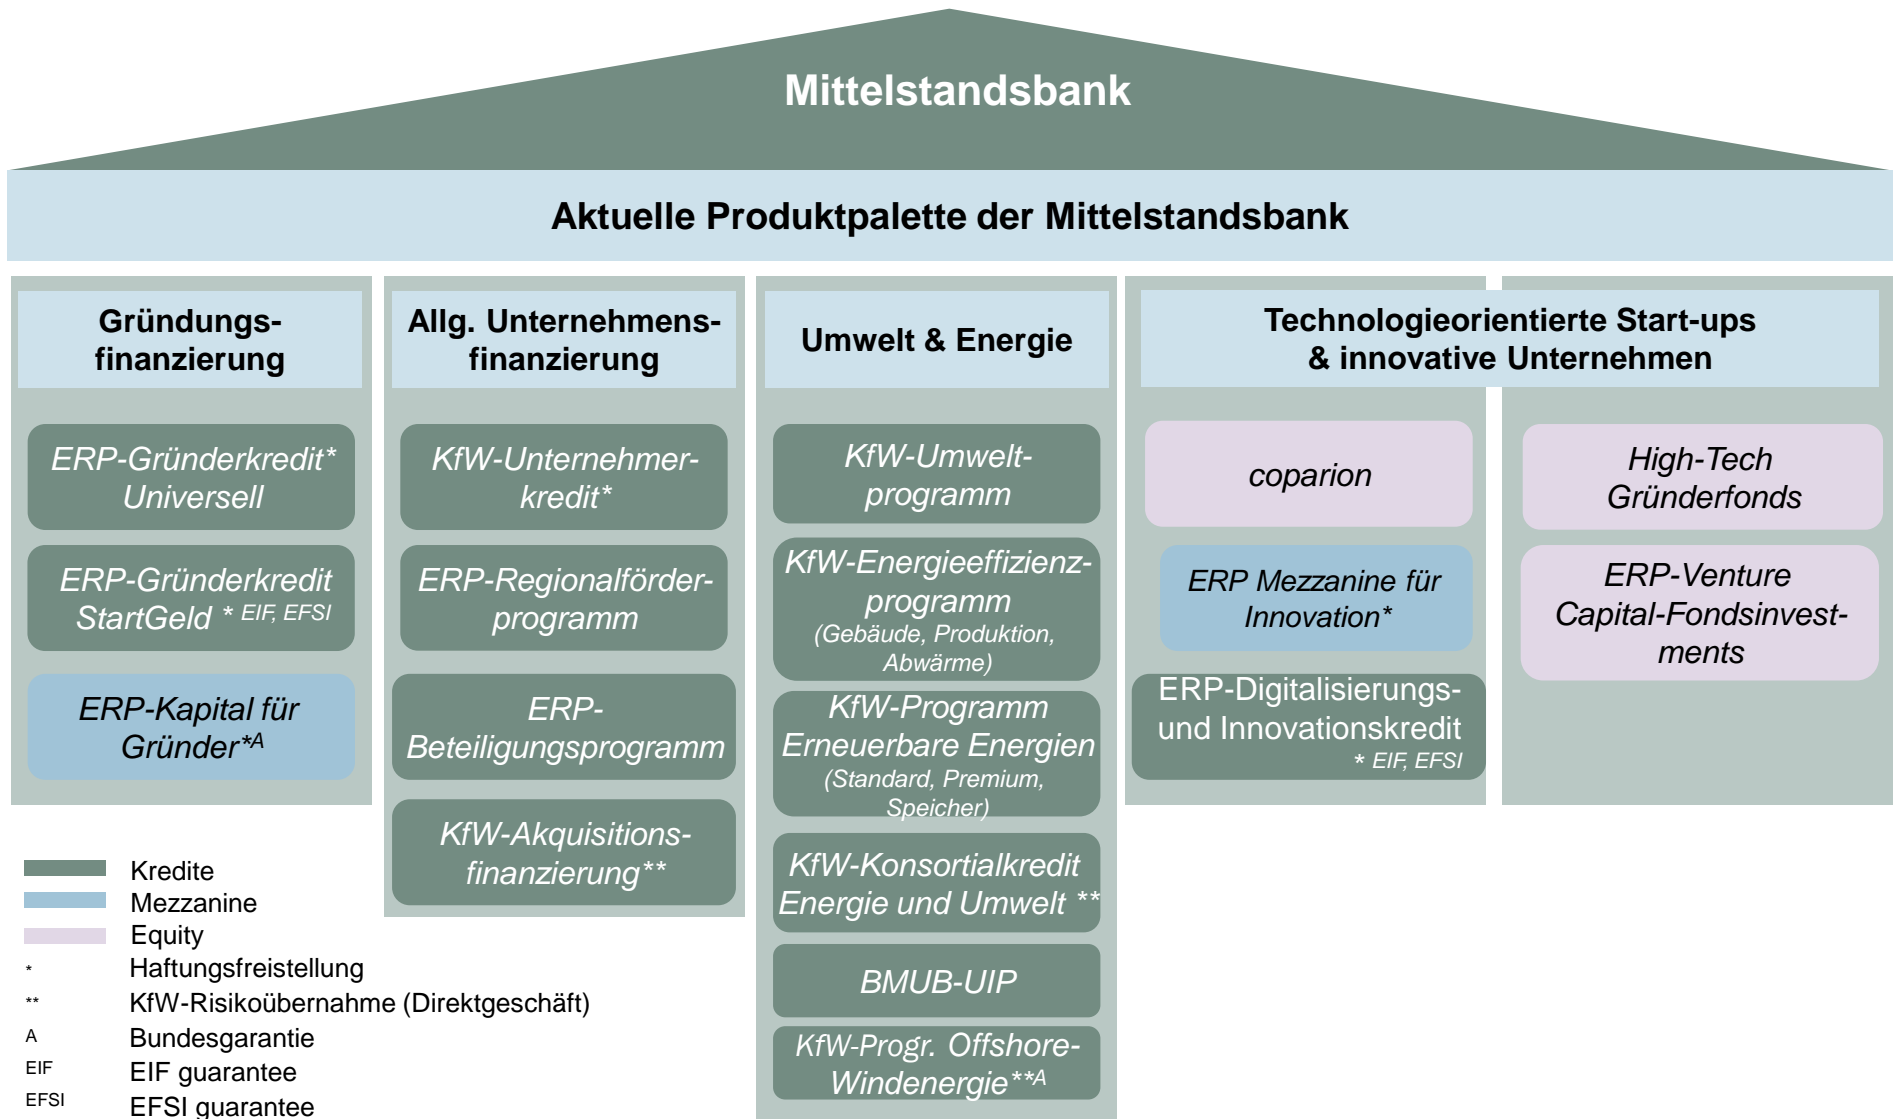 Mittelstandsbank
Aktuelle Produktpalette der Mittelstandsbank
Gründungs-
finanzierung
ERP-Gründerkredit*
Universell
ERP-Gründerkredit
StartGeld * EIF, EFSI
ERP-Kapital für
Gründer*A
Allg. Unternehmens-
finanzierung
KfW-Unternehmer-
kredit*
ERP-Regionalförder-
programm
ERP-
Beteiligungsprogramm
KfW-Akquisitions-
finanzierung**
Umwelt & Energie
KfW-Umwelt-
programm
KfW-Energieeffizienz-
programm
(Gebäude, Produktion,
Abwärme)
KfW-Programm
Erneuerbare Energien
(Standard, Premium,
Speicher)
KfW-Konsortialkredit
Energie und Umwelt **
BMUB-UIP
KfW-Progr. Offshore-
Windenergie**A
Technologieorientierte Start-ups
& innovative Unternehmen
coparion
ERP Mezzanine für
Innovation*
ERP-Digitalisierungs-
und Innovationskredit
* EIF, EFSI
High-Tech
Gründerfonds
ERP-Venture
Capital-Fondsinvest-
ments
Kredite
Mezzanine
Equity
* Haftungsfreistellung
** KfW-Risikoübernahme (Direktgeschäft)
A Bundesgarantie
EIF EIF guarantee
EFSI EFSI guarantee